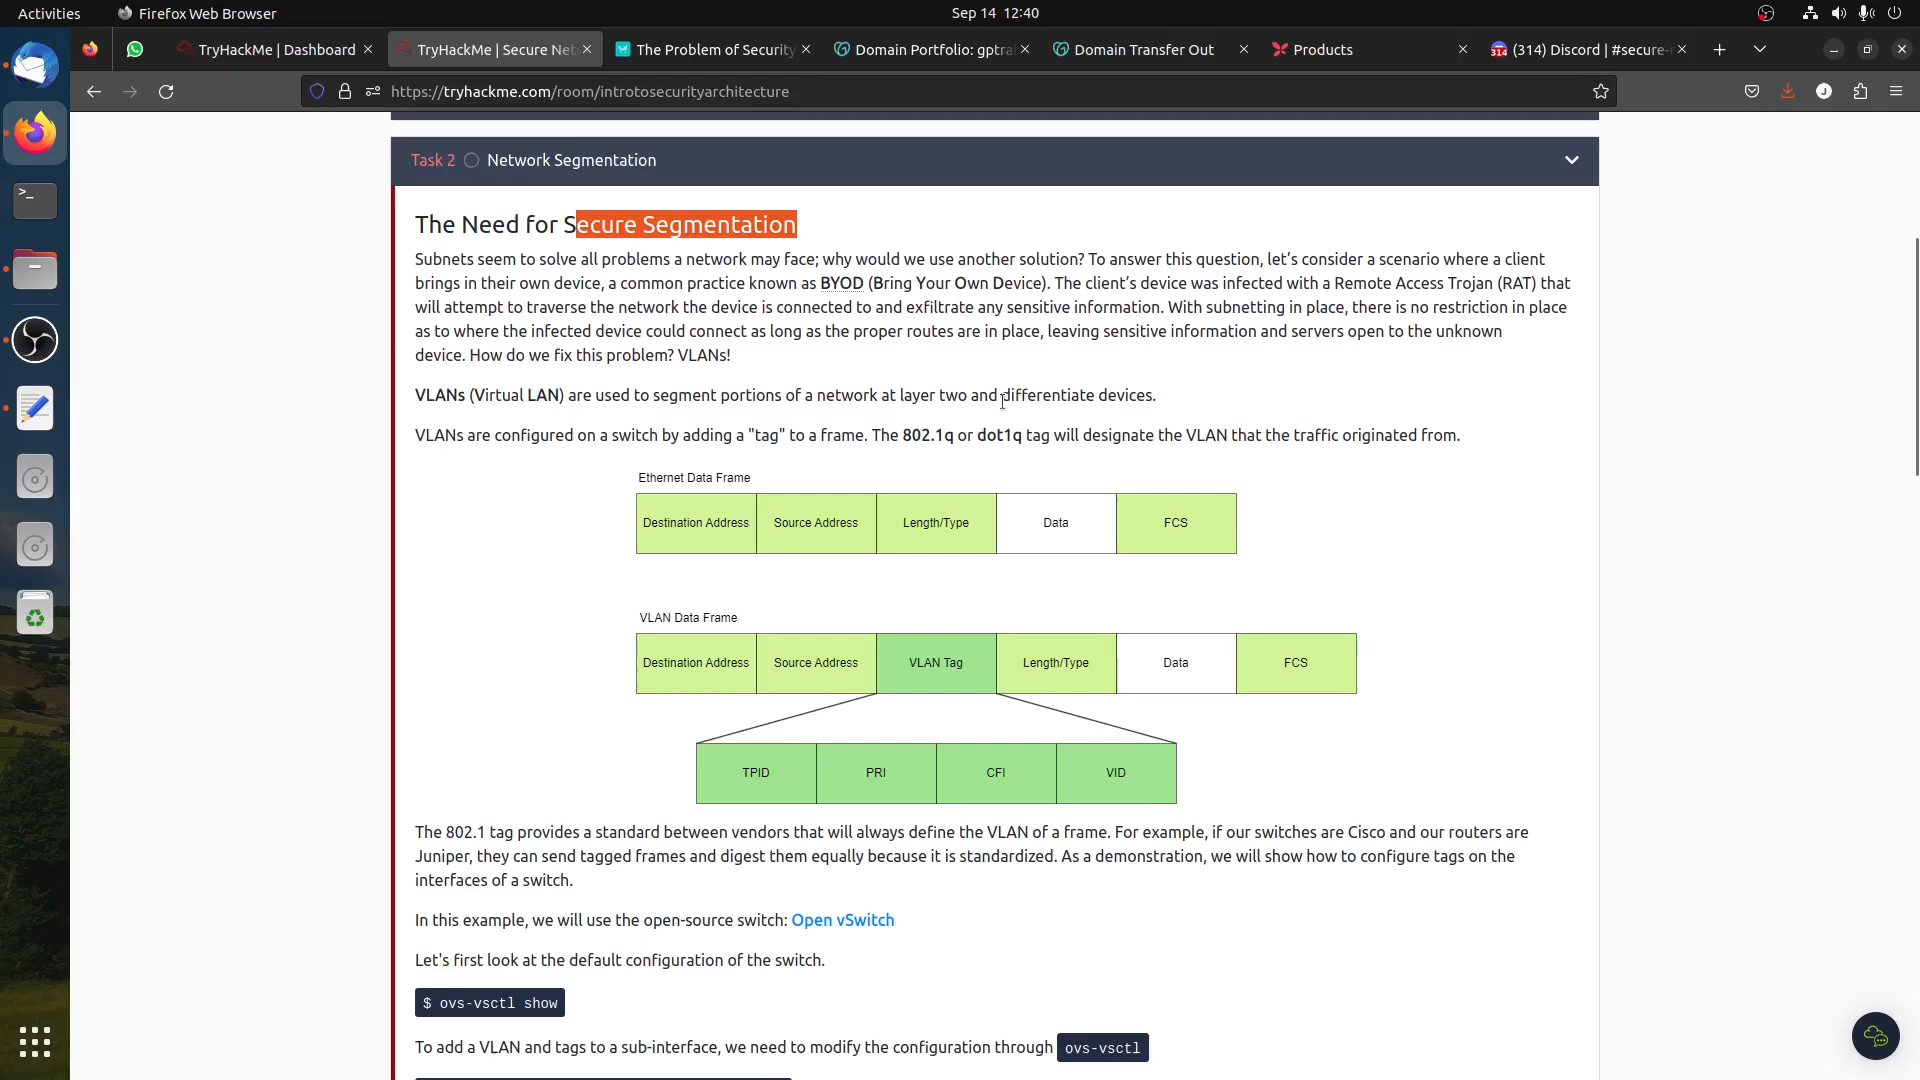 Activities
Firefox Web Browser
Sep 14 12:40
TryHackMe | Dashboard
TryHackMe | Secure Net
The Problem of Security
Domain Portfolio: gptrai
Domain Transfer Out
Products
314
(314) Discord | #secure-
https://tryhackme.com/room/introtosecurityarchitecture
J
>_
Task 2
Network Segmentation
The Need for Secure Segmentation
Subnets seem to solve all problems a network may face; why would we use another solution? To answer this question, let’s consider a scenario where a client
brings in their own device, a common practice known as BYOD (Bring Your Own Device). The client’s device was infected with a Remote Access Trojan (RAT) that
will attempt to traverse the network the device is connected to and exfiltrate any sensitive information. With subnetting in place, there is no restriction in place
as to where the infected device could connect as long as the proper routes are in place, leaving sensitive information and servers open to the unknown
device. How do we fix this problem? VLANs!
VLANs (Virtual LAN) are used to segment portions of a network at layer two and differentiate devices.
VLANs are configured on a switch by adding a "tag" to a frame. The 802.1q or dot1q tag will designate the VLAN that the traffic originated from.
Ethernet Data Frame
Destination Address
Source Address
Length/Type
Data
FCS
VLAN Data Frame
Destination Address
Source Address
VLAN Tag
Length/Type
Data
FCS
TPID
PRI
CFI
VID
The 802.1 tag provides a standard between vendors that will always define the VLAN of a frame. For example, if our switches are Cisco and our routers are
Juniper, they can send tagged frames and digest them equally because it is standardized. As a demonstration, we will show how to configure tags on the
interfaces of a switch.
In this example, we will use the open-source switch: Open vSwitch
Let's first look at the default configuration of the switch.
$ ovs-vsctl show
To add a VLAN and tags to a sub-interface, we need to modify the configuration through ovs-vsctl